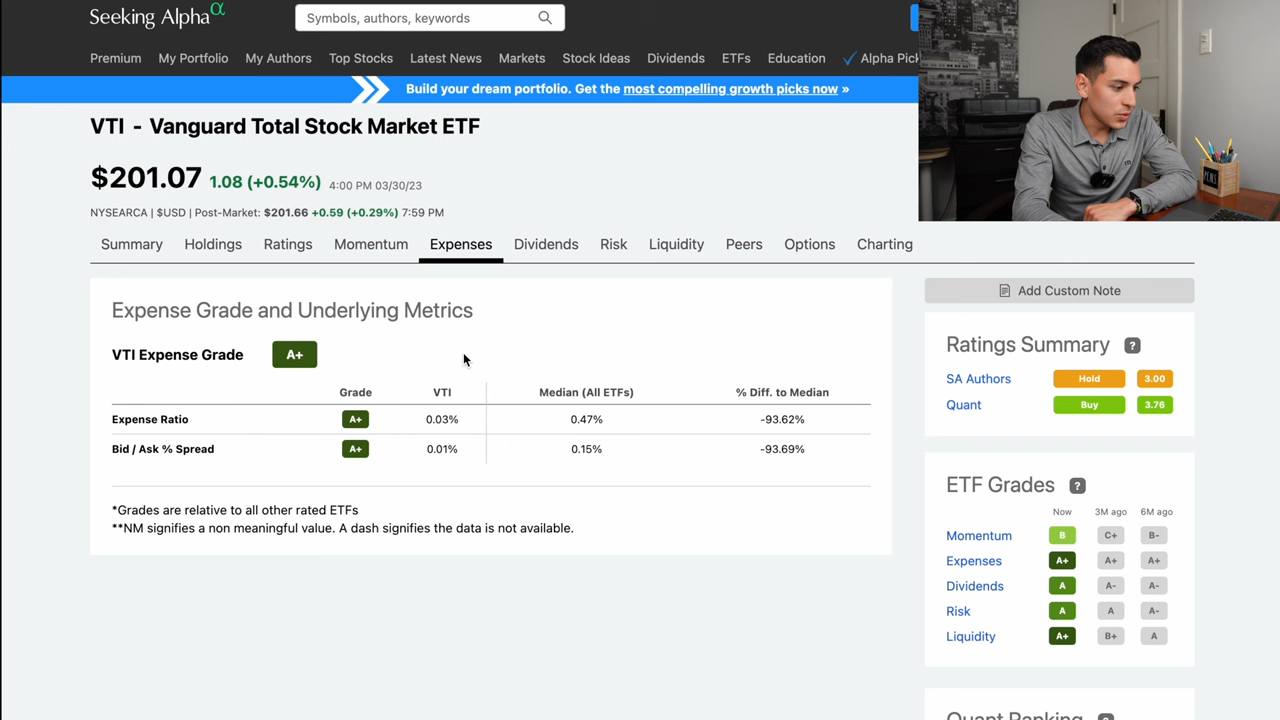 Seeking Alpha α
Symbols, authors, keywords
Premium My Portfolio My Authors Top Stocks Latest News Markets Stock Ideas Dividends ETFs Education Alpha Pick
Build your dream portfolio. Get the most compelling growth picks now »
VTI - Vanguard Total Stock Market ETF
$201.07 1.08 (+0.54%) 4:00 PM 03/30/23
NYSEARCA | $USD | Post-Market: $201.66 +0.59 (+0.29%) 7:59 PM
Summary Holdings Ratings Momentum Expenses Dividends Risk Liquidity Peers Options Charting
Expense Grade and Underlying Metrics
VTI Expense Grade A+
Grade VTI Median (All ETFs) % Diff. to Median
Expense Ratio A+ 0.03% 0.47% -93.62%
Bid / Ask % Spread A+ 0.01% 0.15% -93.69%
*Grades are relative to all other rated ETFs
**NM signifies a non meaningful value. A dash signifies the data is not available.
Add Custom Note
Ratings Summary ?
SA Authors Hold 3.00
Quant Buy 3.76
ETF Grades ?
Now 3M ago 6M ago
Momentum B C+ B-
Expenses A+ A+ A+
Dividends A A- A-
Risk A A A-
Liquidity A+ B+ A
Quant Ranking ?